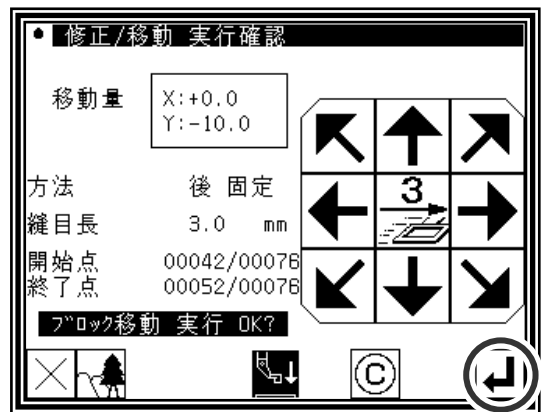 修正/移動 実行確認
移動量
X:+0.0
Y:-10.0
3
方法 後 固定
縫目長 3.0 mm
開始点 00042/00076
終了点 00052/00076
ブロック移動 実行 OK?
C